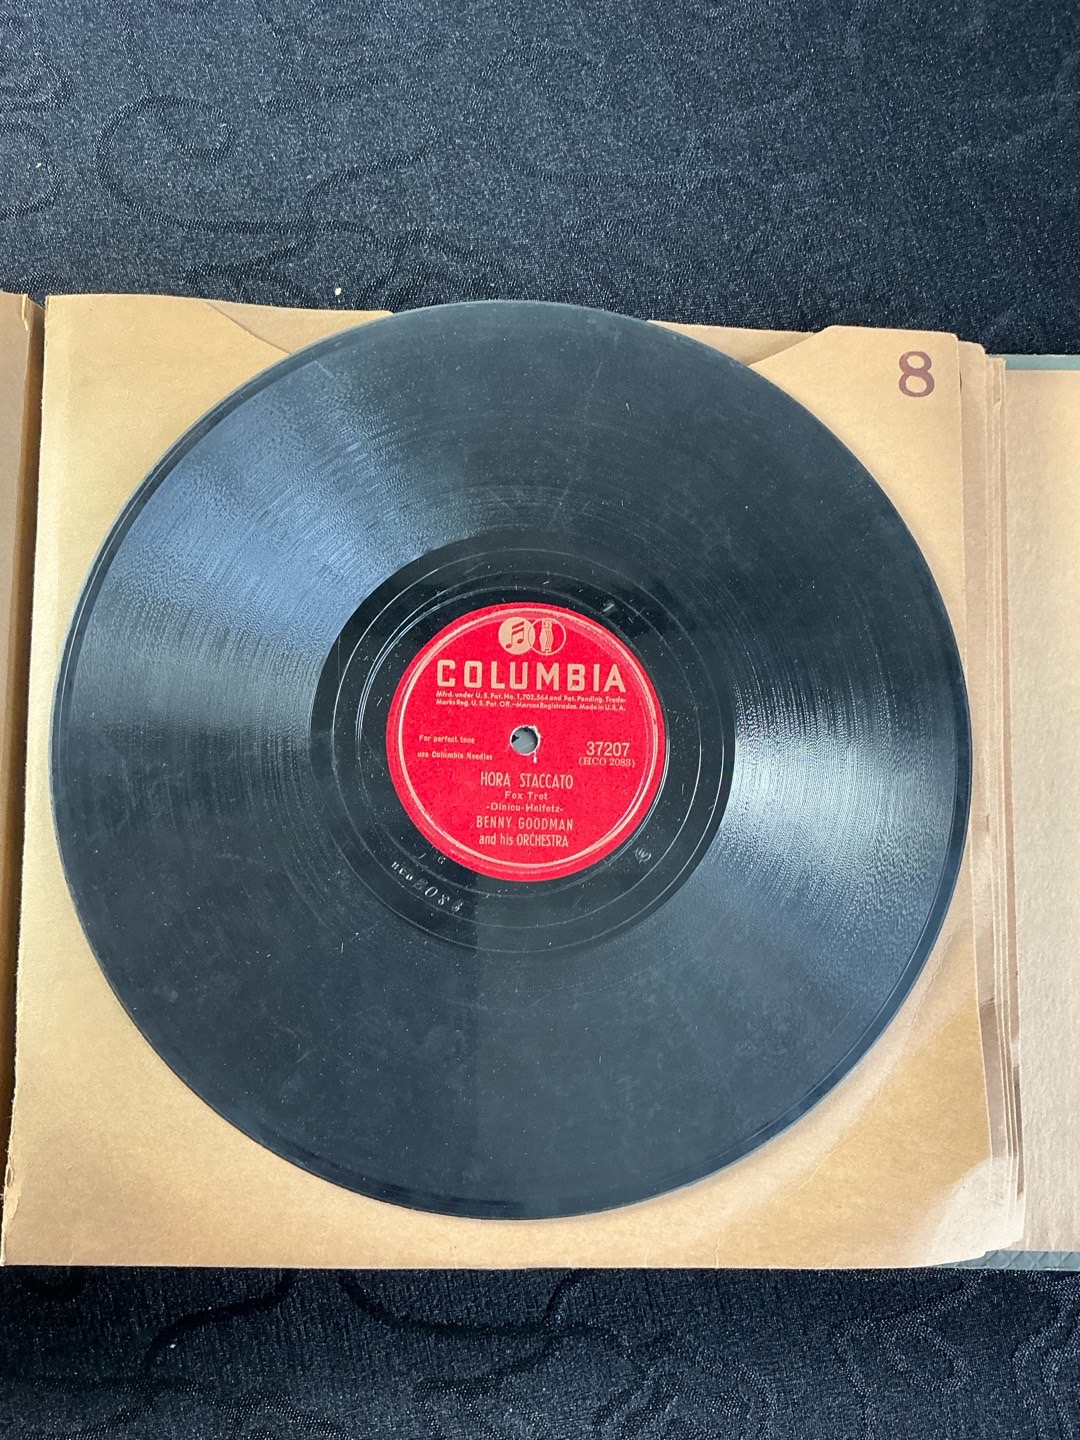 8
COLUMBIA
Mfrd. under U.S. Pat. No. 1,702,564 and Pat. Pending. Trade-
Marks Reg. U.S. Pat. Off.-Marcas Registradas. Made in U.S.A.
For perfect tone
use Columbia Needles
37207
(HCO 2083)
HORA STACCATO
Fox Trot
-Dinicu-Heifetz-
BENNY GOODMAN
and his ORCHESTRA